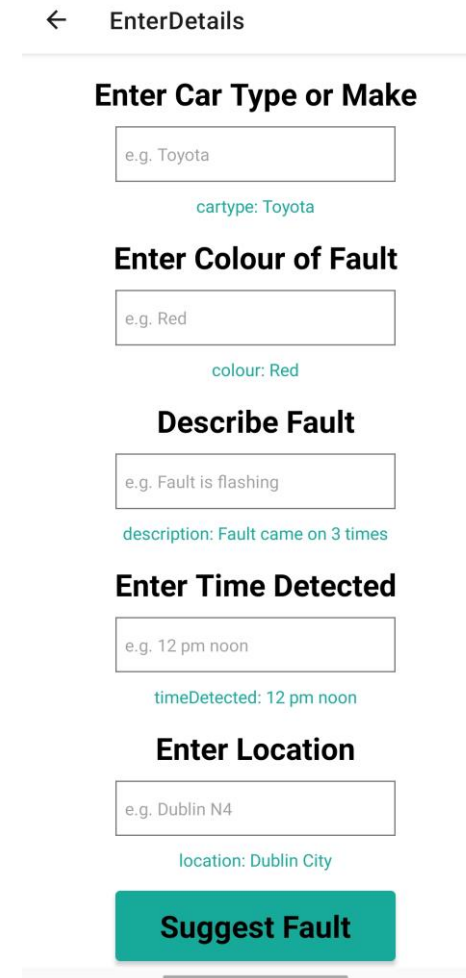 EnterDetails
Enter Car Type or Make
e.g. Toyota
cartype: Toyota
Enter Colour of Fault
e.g. Red
colour: Red
Describe Fault
e.g. Fault is flashing
description: Fault came on 3 times
Enter Time Detected
e.g. 12 pm noon
timeDetected: 12 pm noon
Enter Location
e.g. Dublin N4
location: Dublin City
Suggest Fault